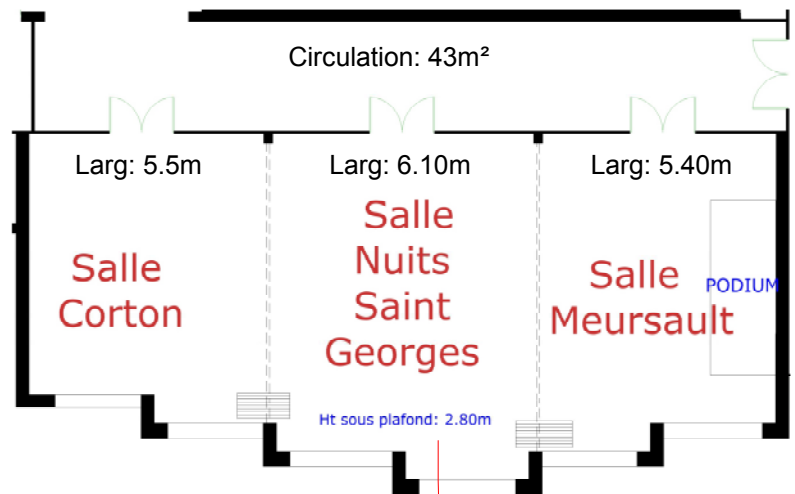 Circulation: 43m²
Larg: 5.5m
Larg: 6.10m
Larg: 5.40m
Salle
Corton
Salle
Nuits
Saint
Georges
Salle
Meursault
PODIUM
Ht sous plafond: 2.80m